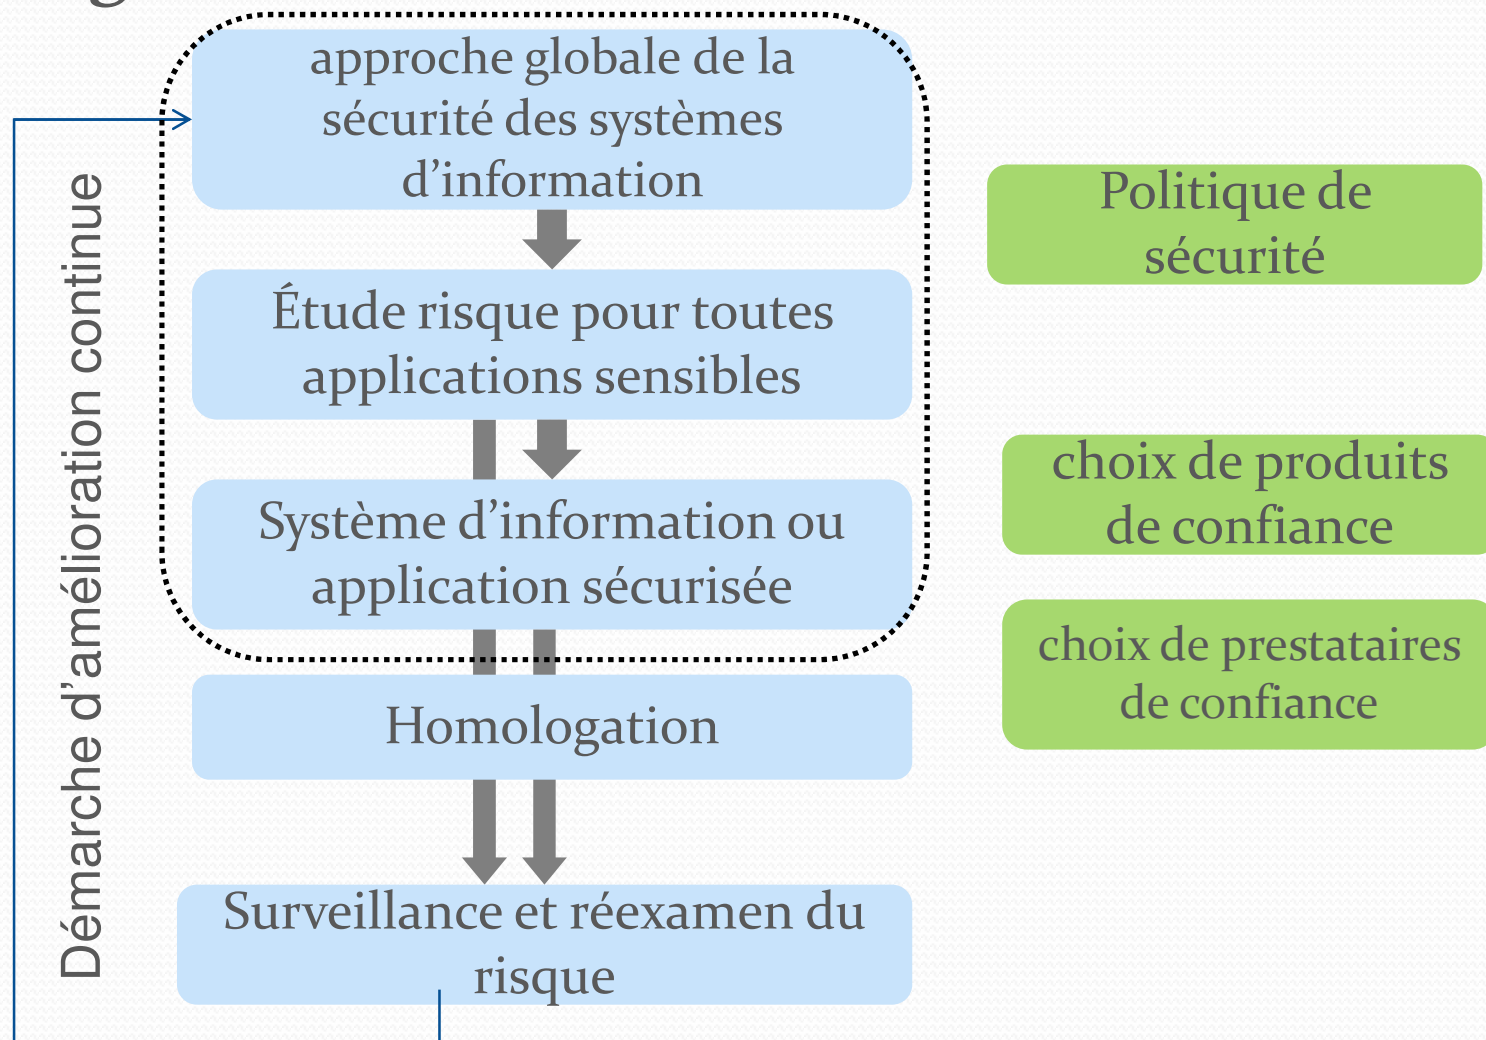 approche globale de la
sécurité des systèmes
d’information
Politique de
sécurité
Étude risque pour toutes
applications sensibles
choix de produits
de confiance
Système d’information ou
application sécurisée
choix de prestataires
de confiance
Homologation
Surveillance et réexamen du
risque
Démarche d’amélioration continue